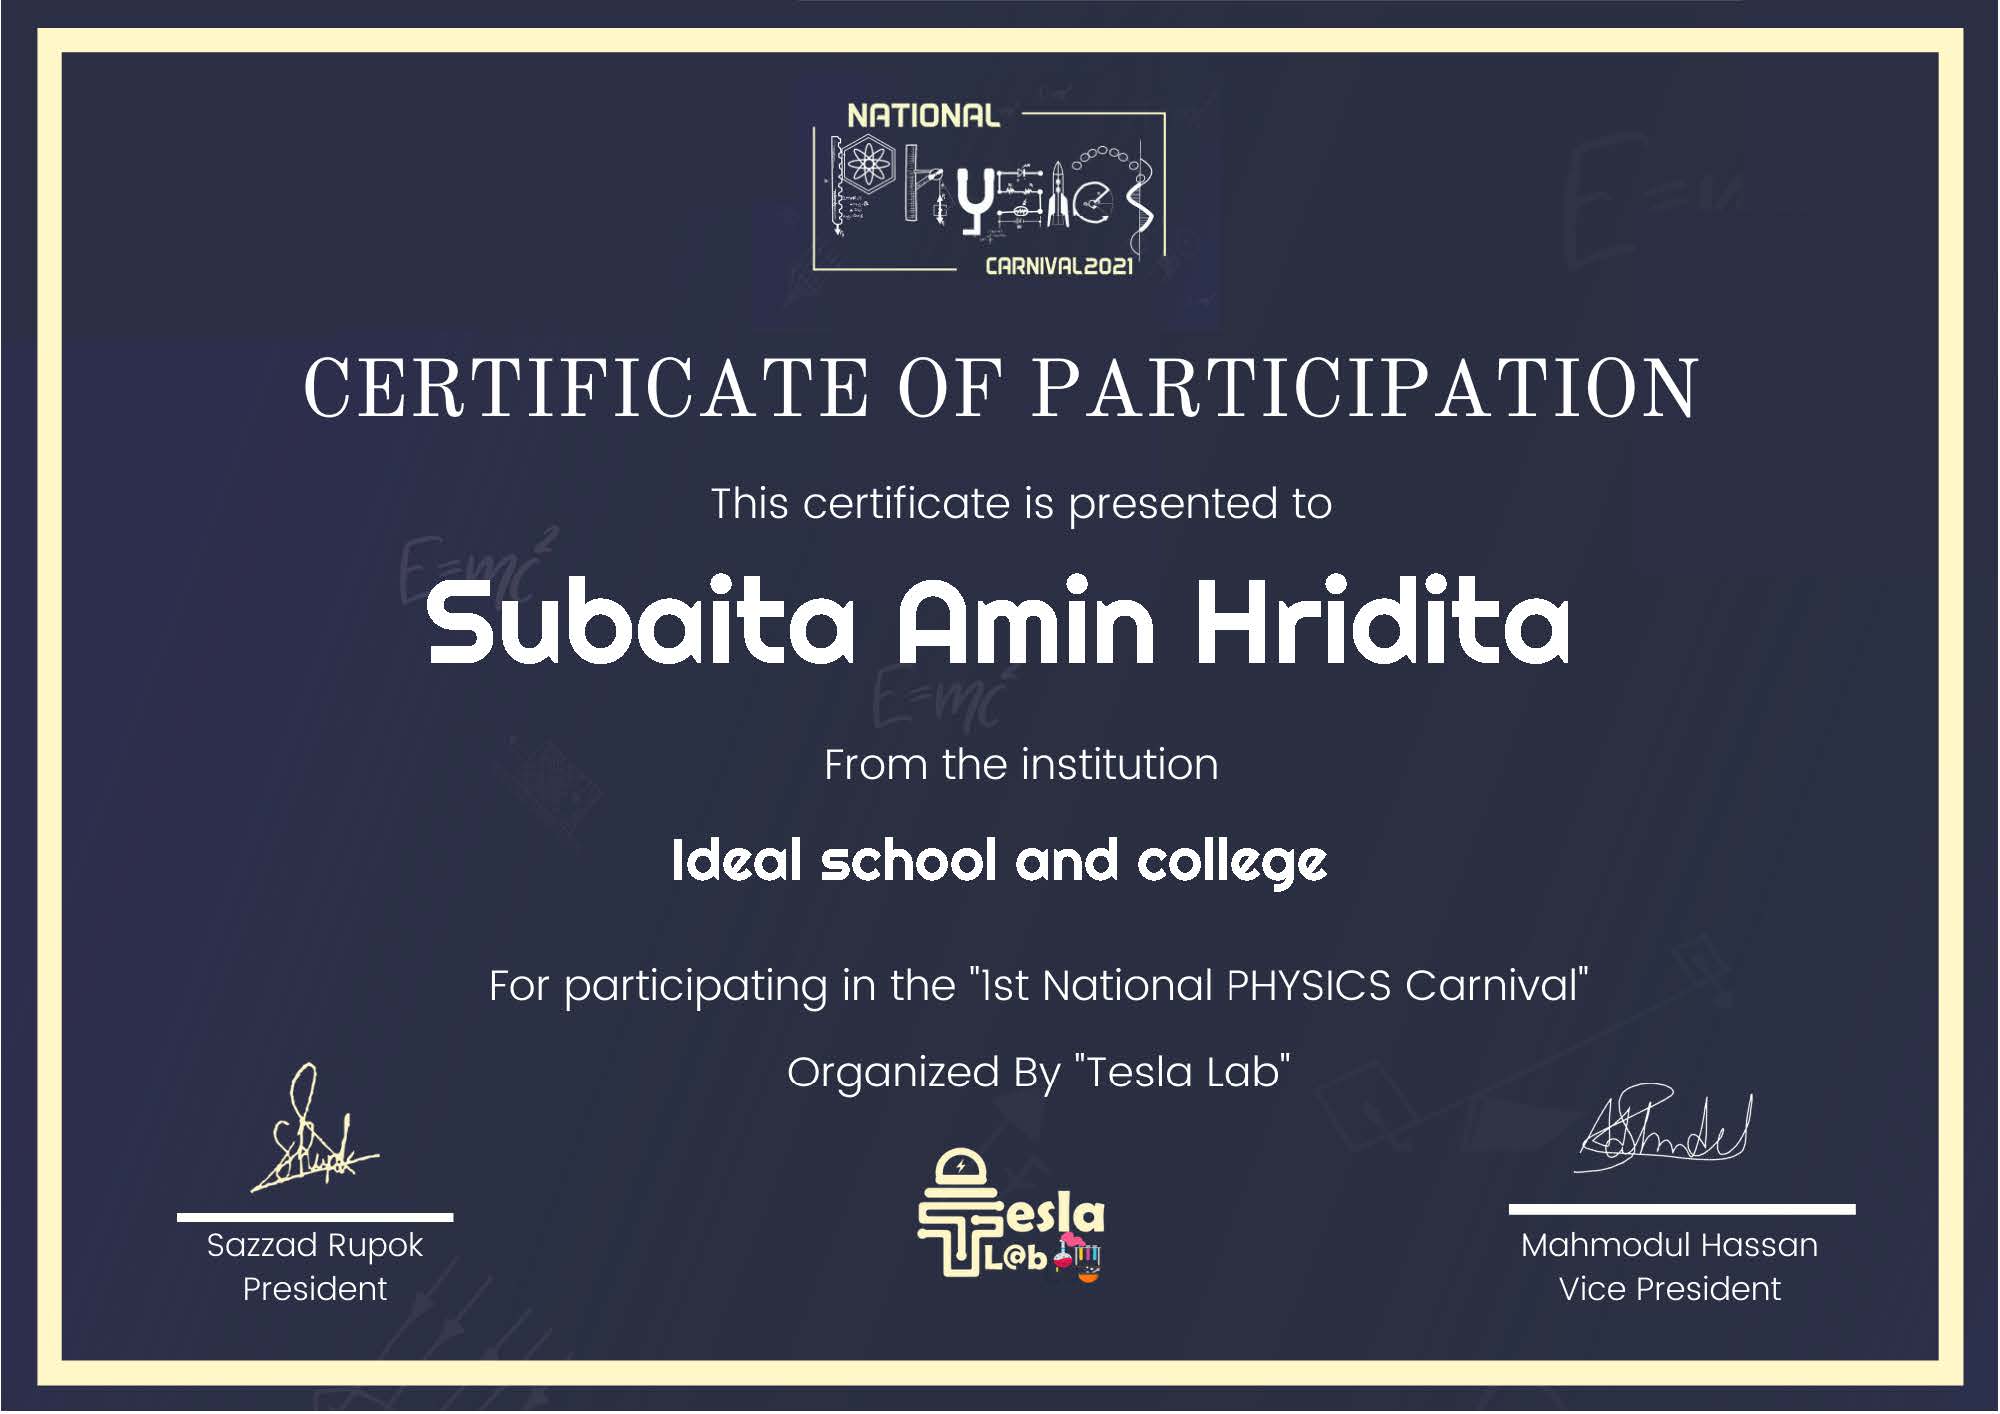 NATIONAL
Physics
CARNIVAL2021
CERTIFICATE OF PARTICIPATION
This certificate is presented to
E=mc²
Subaita Amin Hridita
E=mc²
From the institution
Ideal school and college
For participating in the "1st National PHYSICS Carnival"
Organized By "Tesla Lab"
Tesla
L@b
Sazzad Rupok
President
Mahmodul Hassan
Vice President